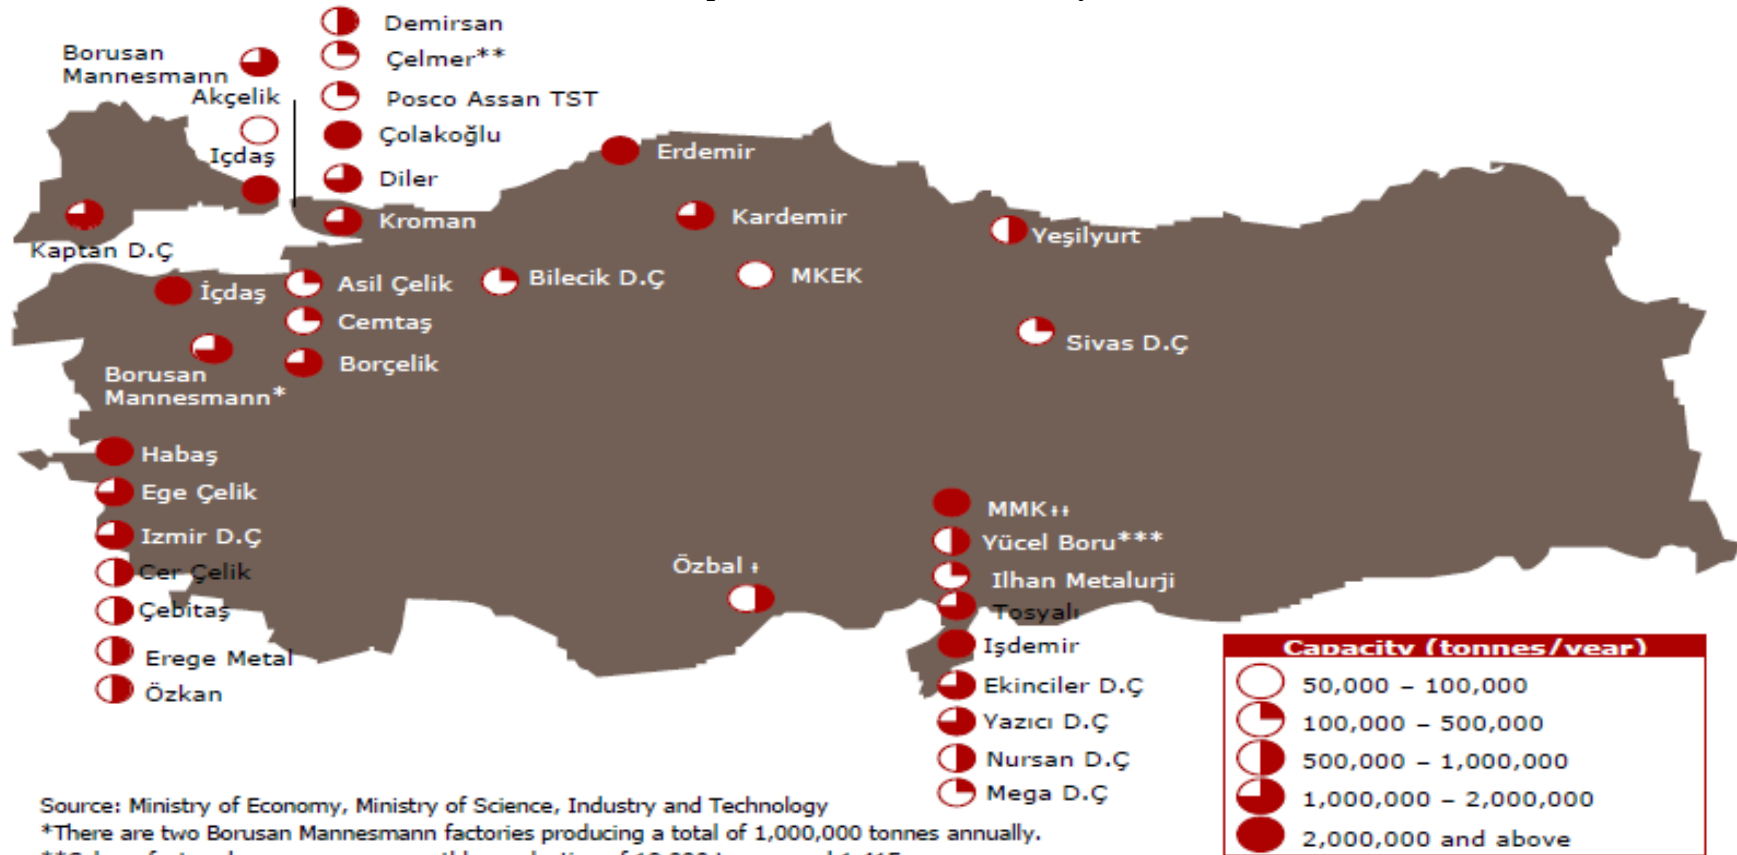 Demirsan
Çelmer**
Posco Assan TST
Çolakoğlu
Diler
Kroman
Borusan
Mannesmann
Akçelik
Içdaş
Kaptan D.Ç
Erdemir
Kardemir
Yeşilyurt
MKEK
Sivas D.Ç
İçdaş
Asil Çelik
Bilecik D.Ç
Cemtaş
Borçelik
Borusan
Mannesmann*
Habaş
Ege Çelik
Izmir D.Ç
Cer Çelik
Çebitaş
Erege Metal
Özkan
Özbal ƚ
MMKƚƚ
Yücel Boru***
Ilhan Metalurji
Tosyalı
Işdemir
Ekinciler D.Ç
Yazıcı D.Ç
Nursan D.Ç
Mega D.Ç
Capacity (tonnes/year)
50,000 – 100,000
100,000 – 500,000
500,000 – 1,000,000
1,000,000 – 2,000,000
2,000,000 and above
Source: Ministry of Economy, Ministry of Science, Industry and Technology
*There are two Borusan Mannesmann factories producing a total of 1,000,000 tonnes annually.